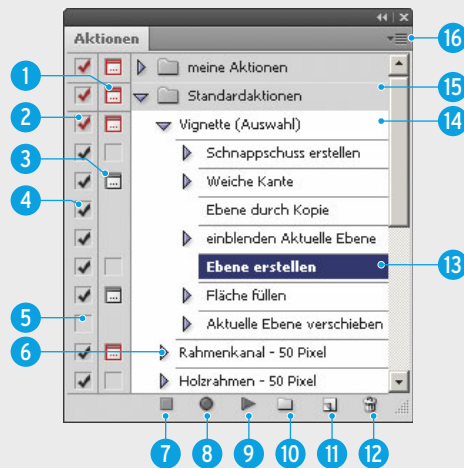 Aktionen
16
meine Aktionen
1
Standardaktionen
15
2
Vignette (Auswahl)
14
Schnappschuss erstellen
3
Weiche Kante
4
Ebene durch Kopie
einblenden Aktuelle Ebene
Ebene erstellen
13
Fläche füllen
5
Aktuelle Ebene verschieben
6
Rahmenkanal - 50 Pixel
Holzrahmen - 50 Pixel
7
8
9
10
11
12